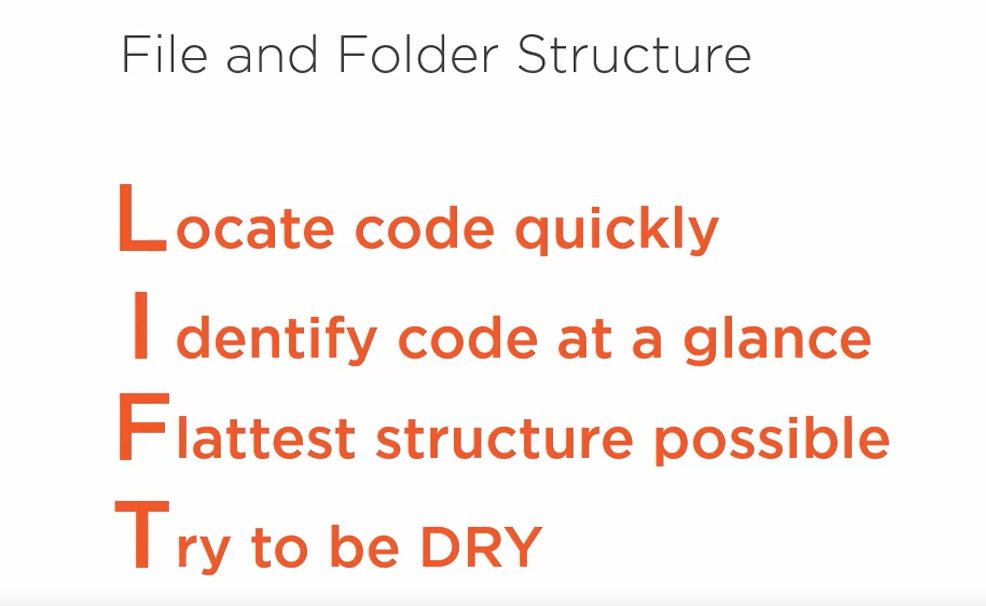 File and Folder Structure
Locate code quickly
Identify code at a glance
Flattest structure possible
Try to be DRY